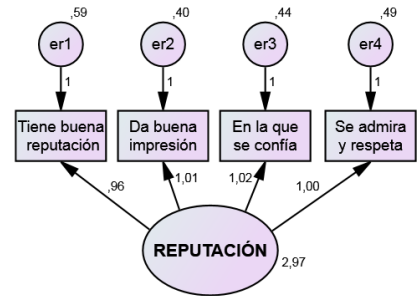 ,59 ,40 ,44 ,49
er1 er2 er3 er4
1 1 1 1
Tiene buena
reputación
Da buena
impresión
En la que
se confía
Se admira
y respeta
,96 1,01 1,02 1,00
REPUTACIÓN
2,97